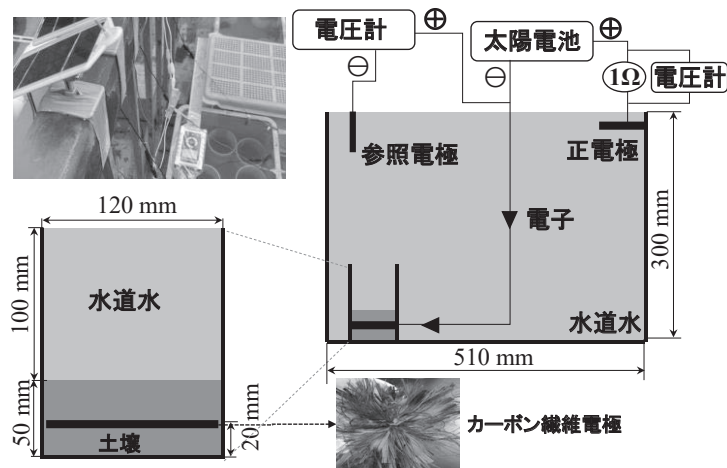 電圧計
⊕
⊖
太陽電池
⊕
⊖
1Ω
電圧計
参照電極
正電極
電子
300 mm
水道水
510 mm
120 mm
100 mm
水道水
50 mm
土壌
20 mm
カーボン繊維電極